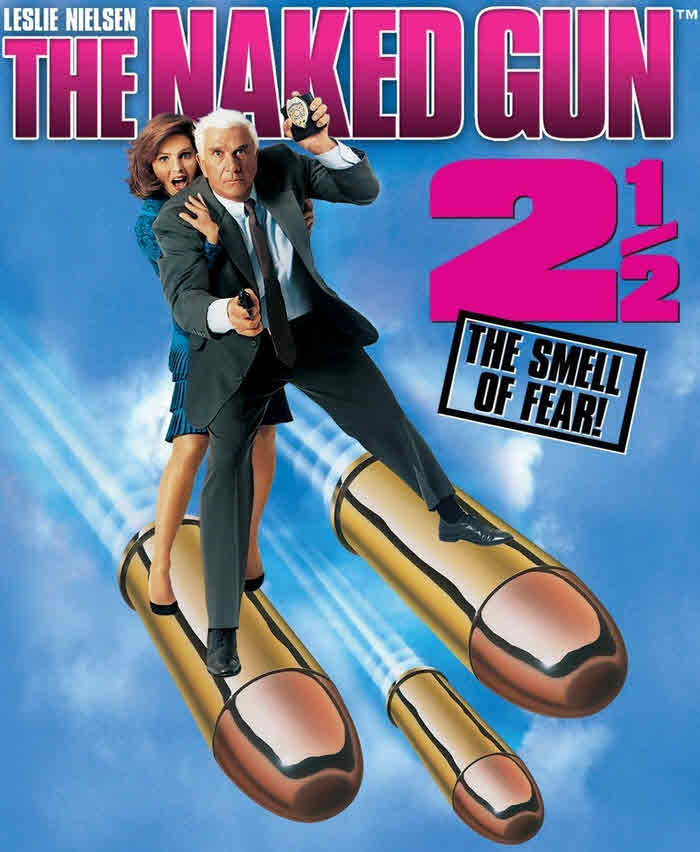 LESLIE NIELSEN
THE NAKED GUN™
2 1/2
THE SMELL
OF FEAR!